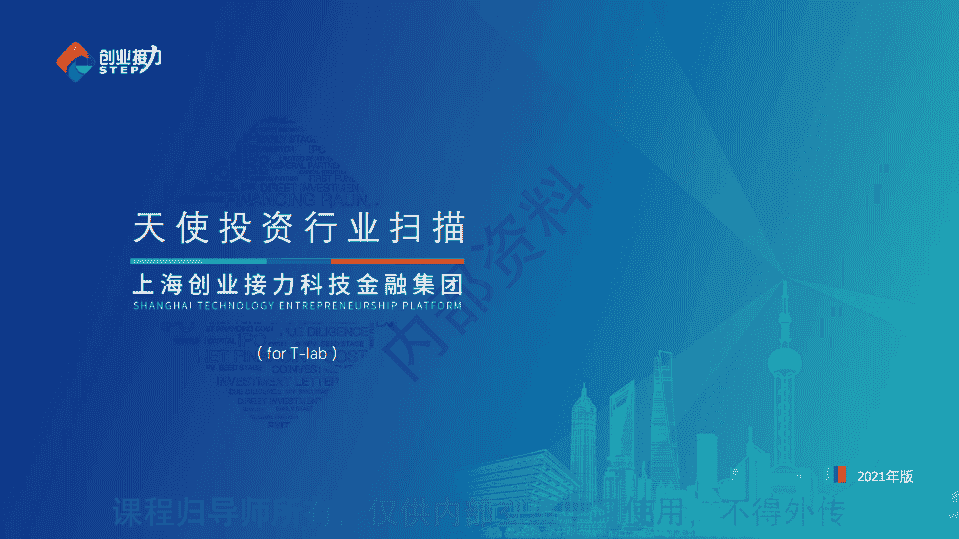 创业接力
STEP
天使投资行业扫描
上海创业接力科技金融集团
SHANGHAI TECHNOLOGY ENTREPRENEURSHIP PLATFORM
( for T-lab )
内部资料
2021年版
课程归导师所有 仅供内部 使用，不得外传